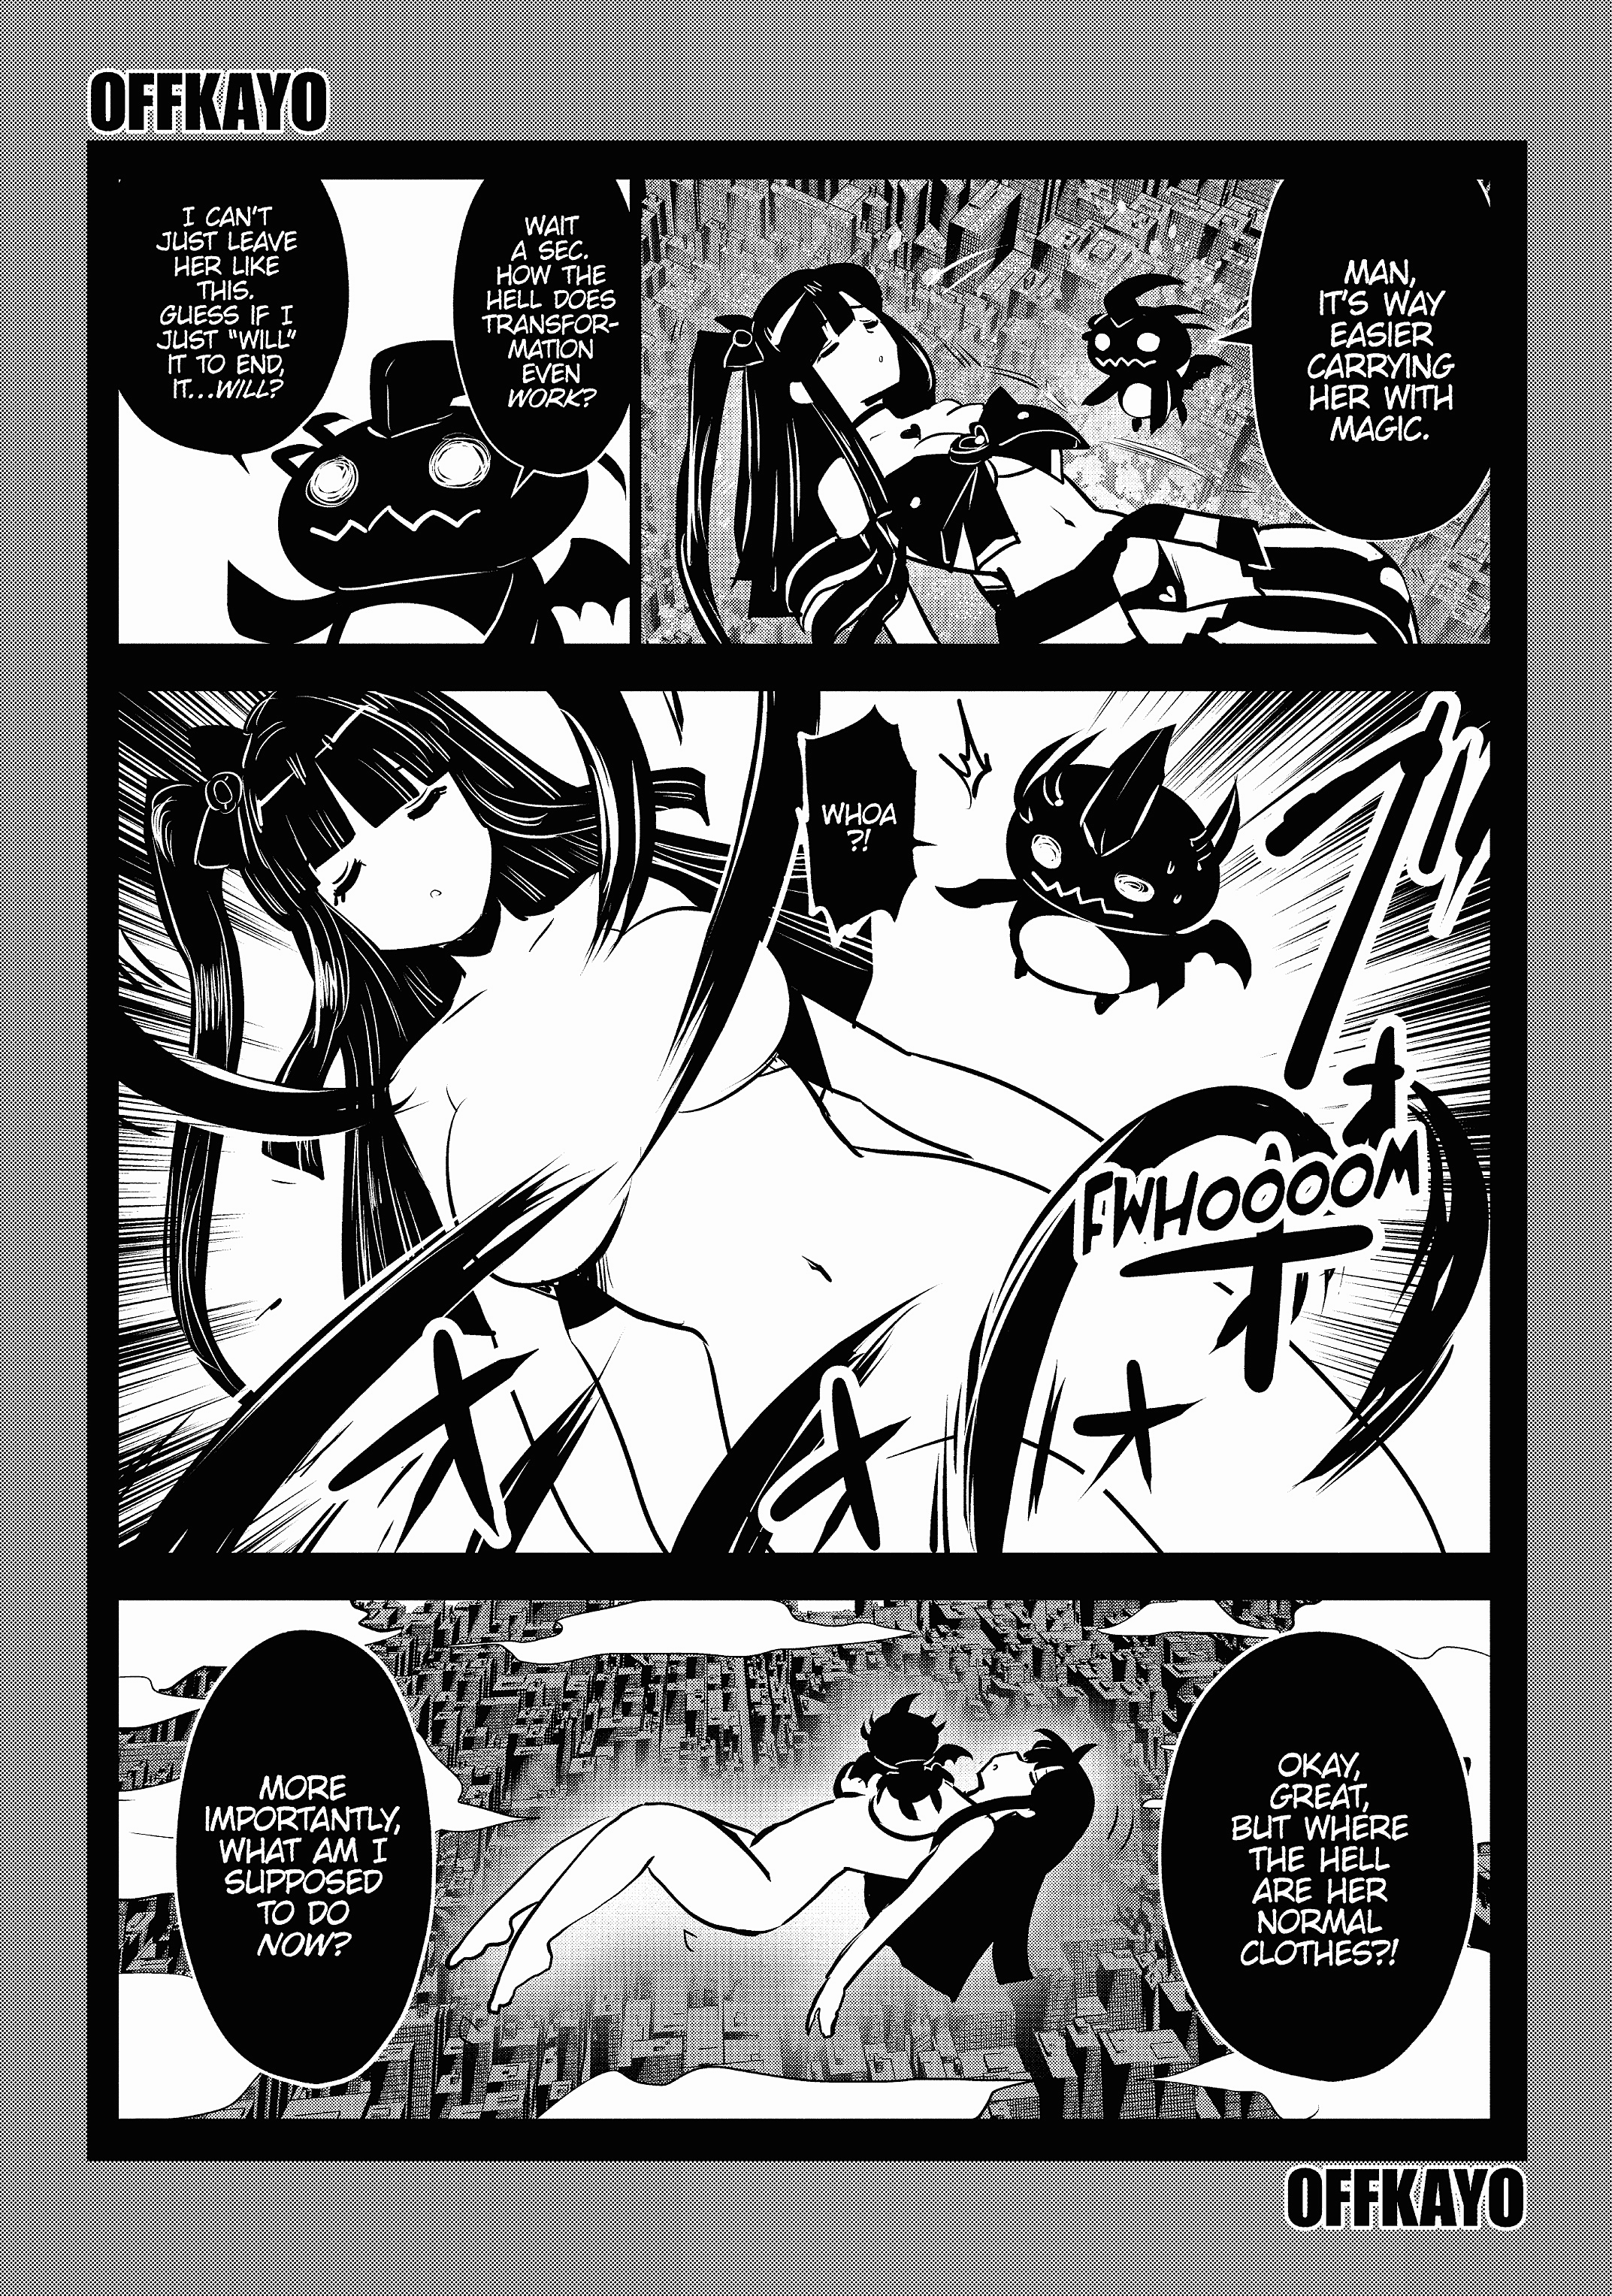 OFFKAYO
MAN,
IT'S WAY
EASIER
CARRYING
HER WITH
MAGIC.
WAIT
A SEC.
HOW THE
HELL DOES
TRANSFOR-
MATION
EVEN
WORK?
I CAN'T
JUST LEAVE
HER LIKE
THIS.
GUESS IF I
JUST "WILL"
IT TO END,
IT...WILL?
WHOA
?!
FWHOOOOM
OKAY,
GREAT,
BUT WHERE
THE HELL
ARE HER
NORMAL
CLOTHES?!
MORE
IMPORTANTLY,
WHAT AM I
SUPPOSED
TO DO
NOW?
OFFKAYO